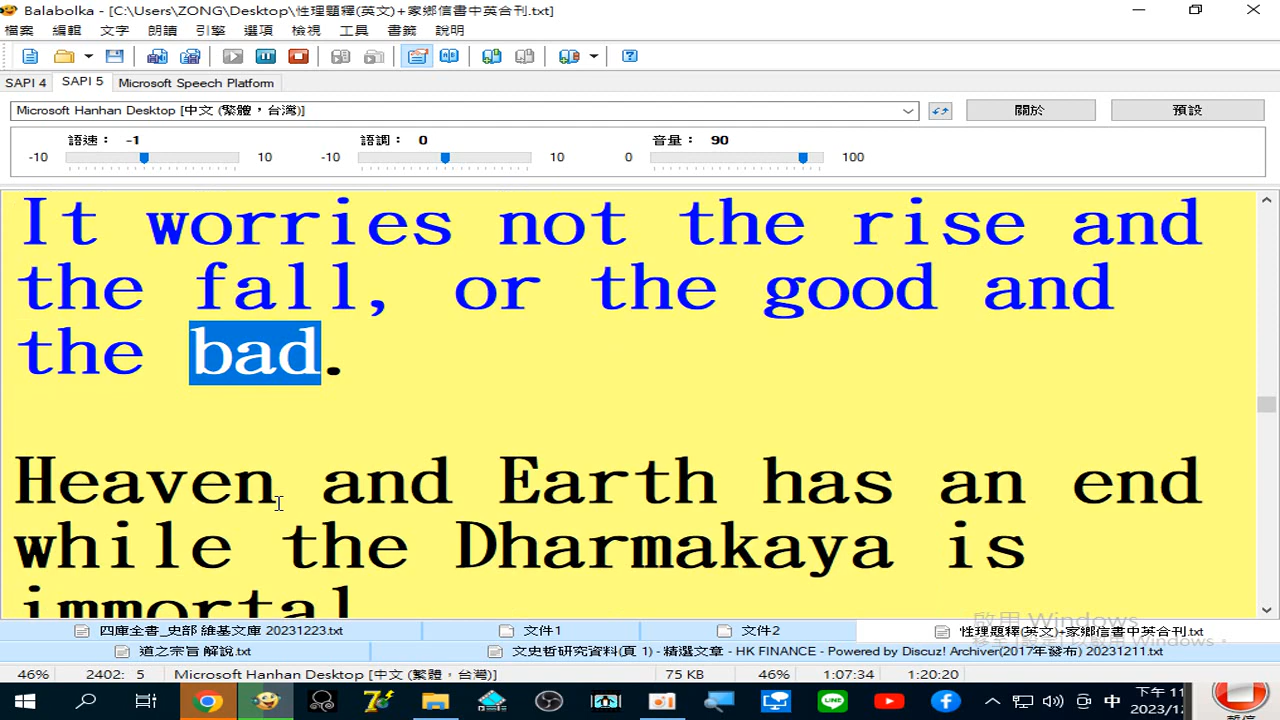 Balabolka - [C:\Users\ZONG\Desktop\性理題釋(英文)+家鄉信書中英合刊.txt]
檔案 編輯 文字 朗讀 引擎 選項 檢視 工具 書籤 說明
SAPI 4 SAPI 5 Microsoft Speech Platform
Microsoft Hanhan Desktop [中文 (繁體，台灣)] 關於 預設
語速： -1 語調： 0 音量： 90
-10 10 -10 10 0 100
It worries not the rise and
the fall, or the good and
the bad.
Heaven and Earth has an end
while the Dharmakaya is
immortal
啟用 Windows
四庫全書_史部 維基文庫 20231223.txt 文件1 文件2 性理題釋(英文)+家鄉信書中英合刊.txt
道之宗旨 解說.txt 文史哲研究資料(頁 1) - 精選文章 - HK FINANCE - Powered by Discuz! Archiver(2017年發布) 20231211.txt
46% 2402: 5 Microsoft Hanhan Desktop [中文 (繁體，台灣)] 75 KB 46% 1:07:34 1:20:20
中 下午 11
2023/12